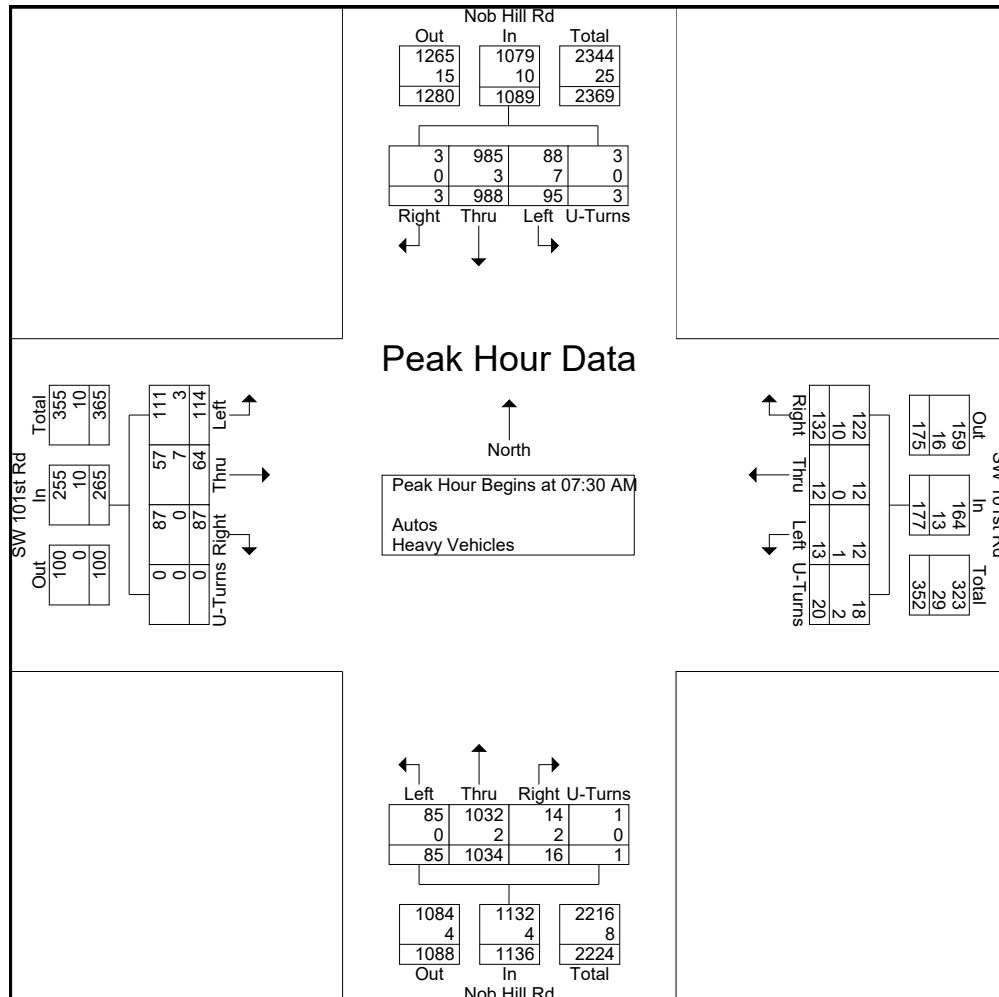 Nob Hill Rd
Out In Total
1265 1079 2344
15 10 25
1280 1089 2369
3 985 88 3
0 3 7 0
3 988 95 3
Right Thru Left U-Turns
Peak Hour Data
North
Peak Hour Begins at 07:30 AM
Autos
Heavy Vehicles
SW 101st Rd
Total In Out
355 255 100
10 10 0
365 265 100
111 57 87 0
3 7 0 0
114 64 87 0
Left Thru Right U-Turns
SW 101st Rd
Out In Total
159 164 323
16 13 29
175 177 352
122 12 12 18
10 0 1 2
132 12 13 20
Right Thru Left U-Turns
Left Thru Right U-Turns
85 1032 14 1
0 2 2 0
85 1034 16 1
1084 1132 2216
4 4 8
1088 1136 2224
Out In Total
Nob Hill Rd